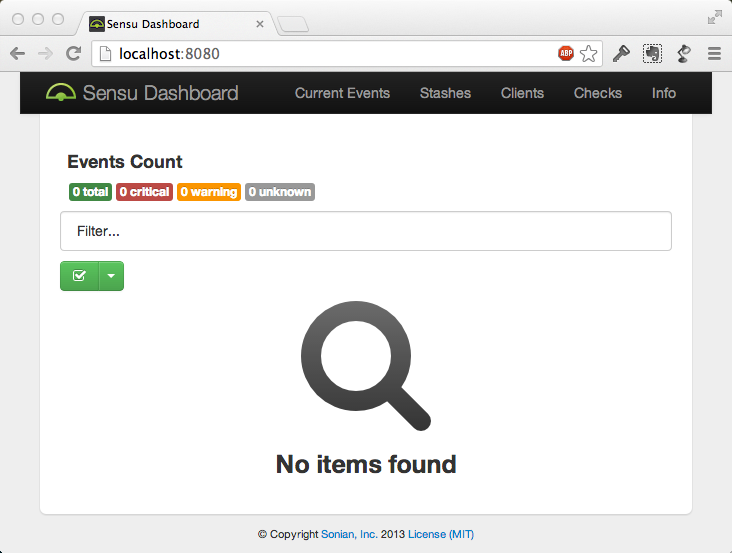 Sensu Dashboard
localhost:8080
ABP
Sensu Dashboard Current Events Stashes Clients Checks Info
Events Count
0 total 0 critical 0 warning 0 unknown
Filter...
No items found
© Copyright Sonian, Inc. 2013 License (MIT)